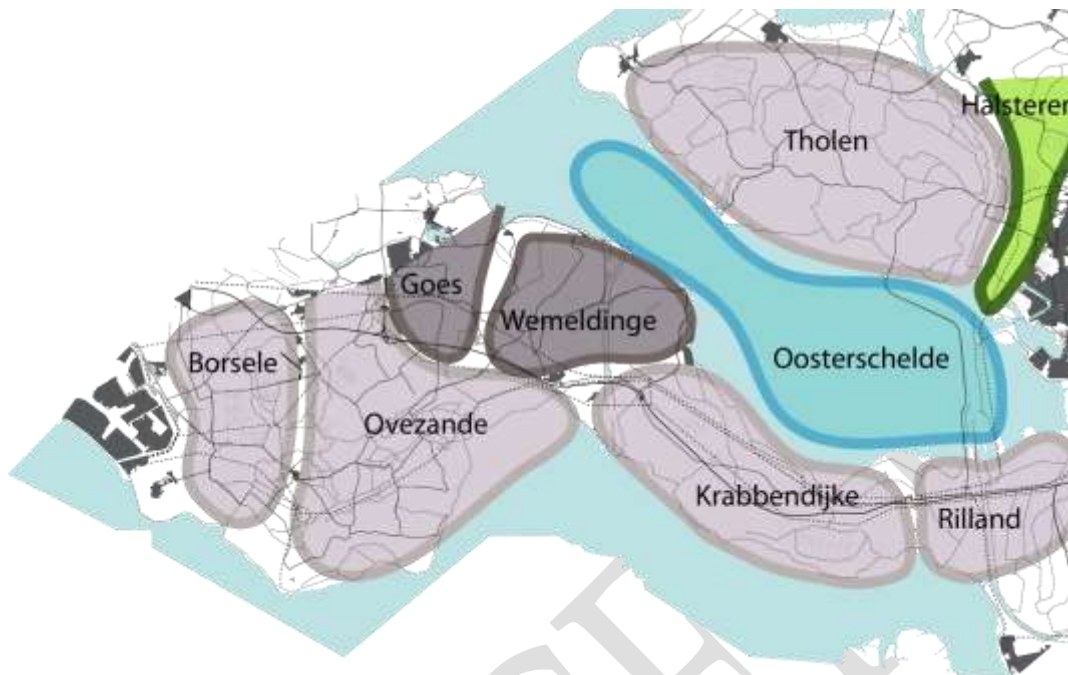 Halsteren
Tholen
Goes
Wemeldinge
Borsele
Oosterschelde
Ovezande
Krabbendijke
Rilland